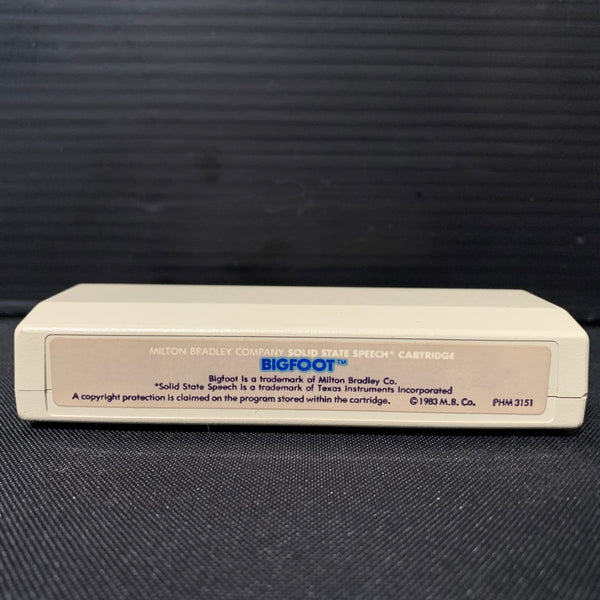 MILTON BRADLEY COMPANY SOLID STATE SPEECH* CARTRIDGE
BIGFOOT™
Bigfoot is a trademark of Milton Bradley Co.
*Solid State Speech is a trademark of Texas Instruments Incorporated
A copyright protection is claimed on the program stored within the cartridge. ©1983 M.B. Co. PHM 3151